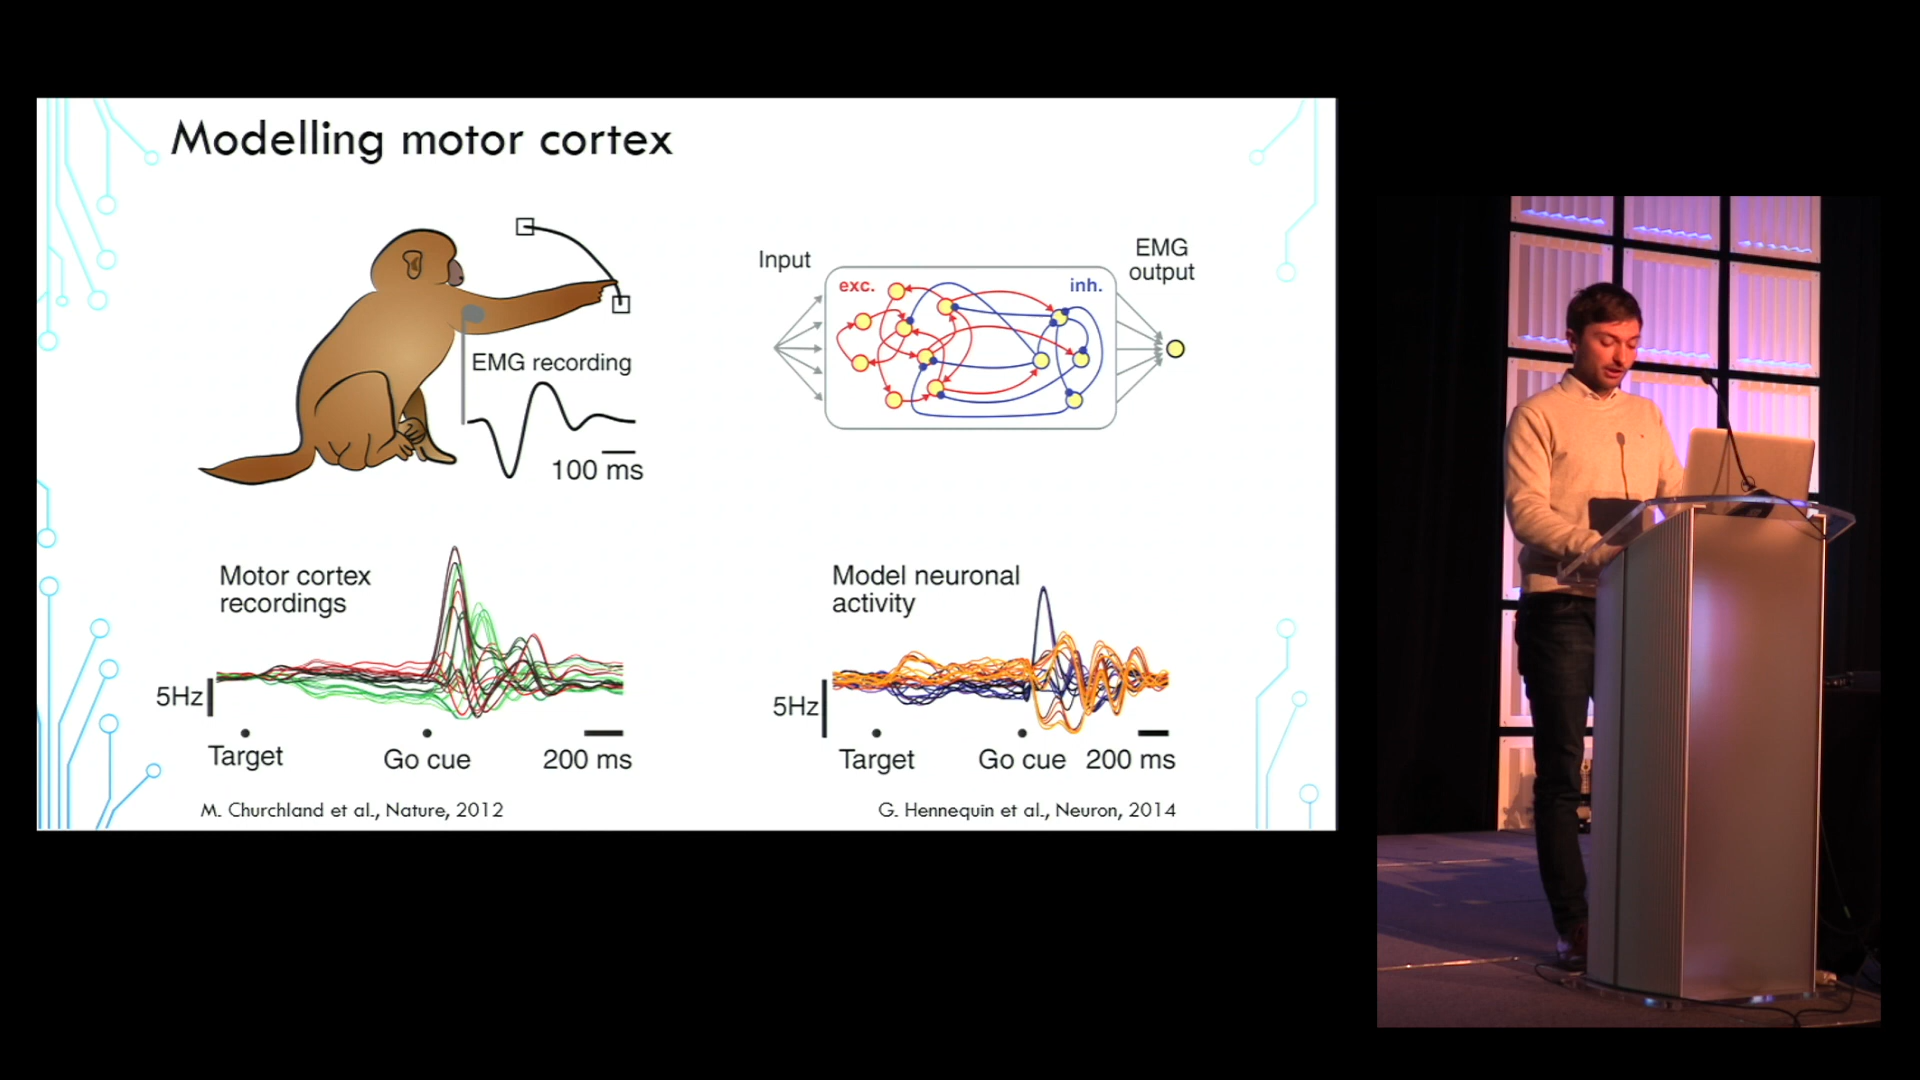 Modelling motor cortex
EMG recording
100 ms
Input
exc.
inh.
EMG
output
Motor cortex
recordings
5Hz
Target
Go cue
200 ms
M. Churchland et al., Nature, 2012
Model neuronal
activity
5Hz
Target
Go cue
200 ms
G. Hennequin et al., Neuron, 2014